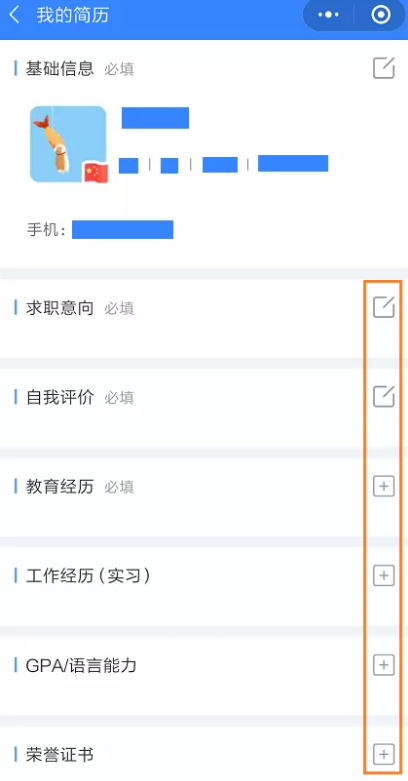 我的简历
基础信息 必填
手机：
求职意向 必填
自我评价 必填
教育经历 必填
工作经历（实习）
GPA/语言能力
荣誉证书